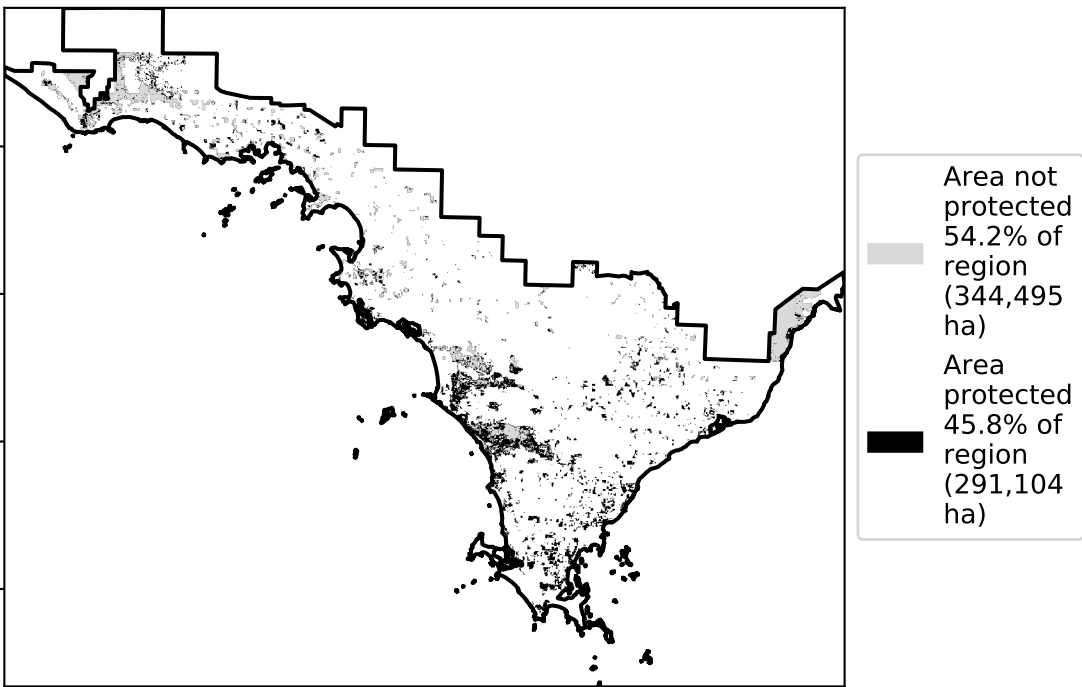 Area not
protected
54.2% of
region
(344,495
ha)
Area
protected
45.8% of
region
(291,104
ha)